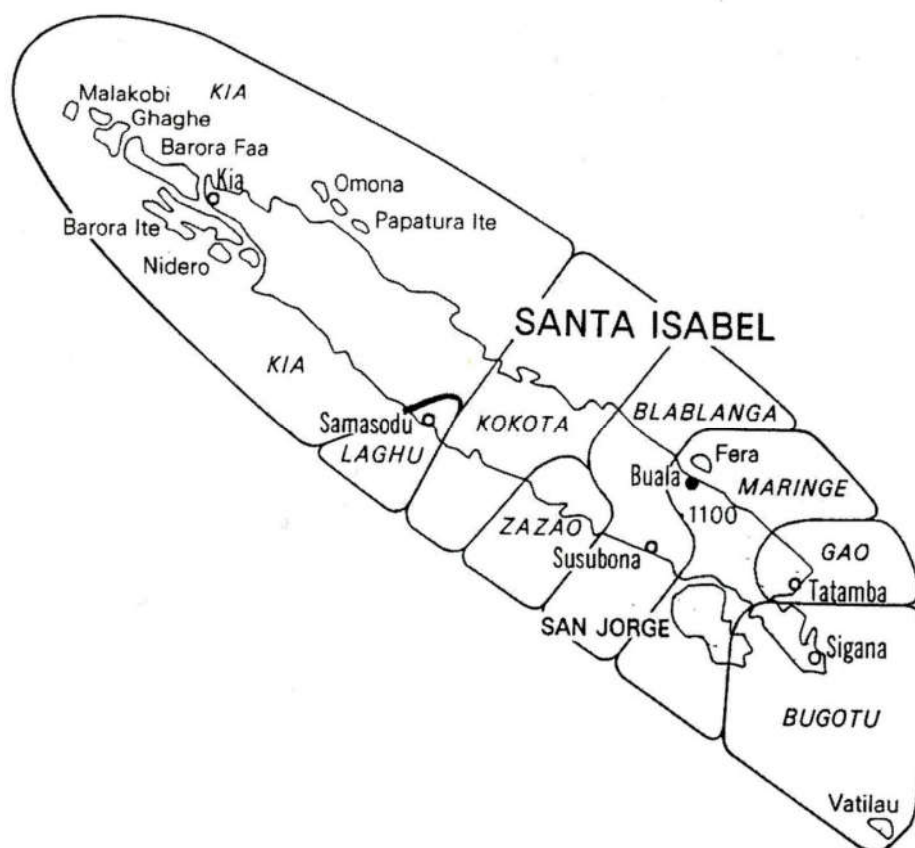 Malakobi
KIA
Ghaghe
Barora Faa
Kia
Omona
Papatura Ite
Barora Ite
Nidero
SANTA ISABEL
KIA
KOKOTA
BLABLANGA
Samasodu
LAGHU
Fera
Buala
MARINGE
1100
ZAZAO
Susubona
GAO
Tatamba
SAN JORGE
Sigana
BUGOTU
Vatilau